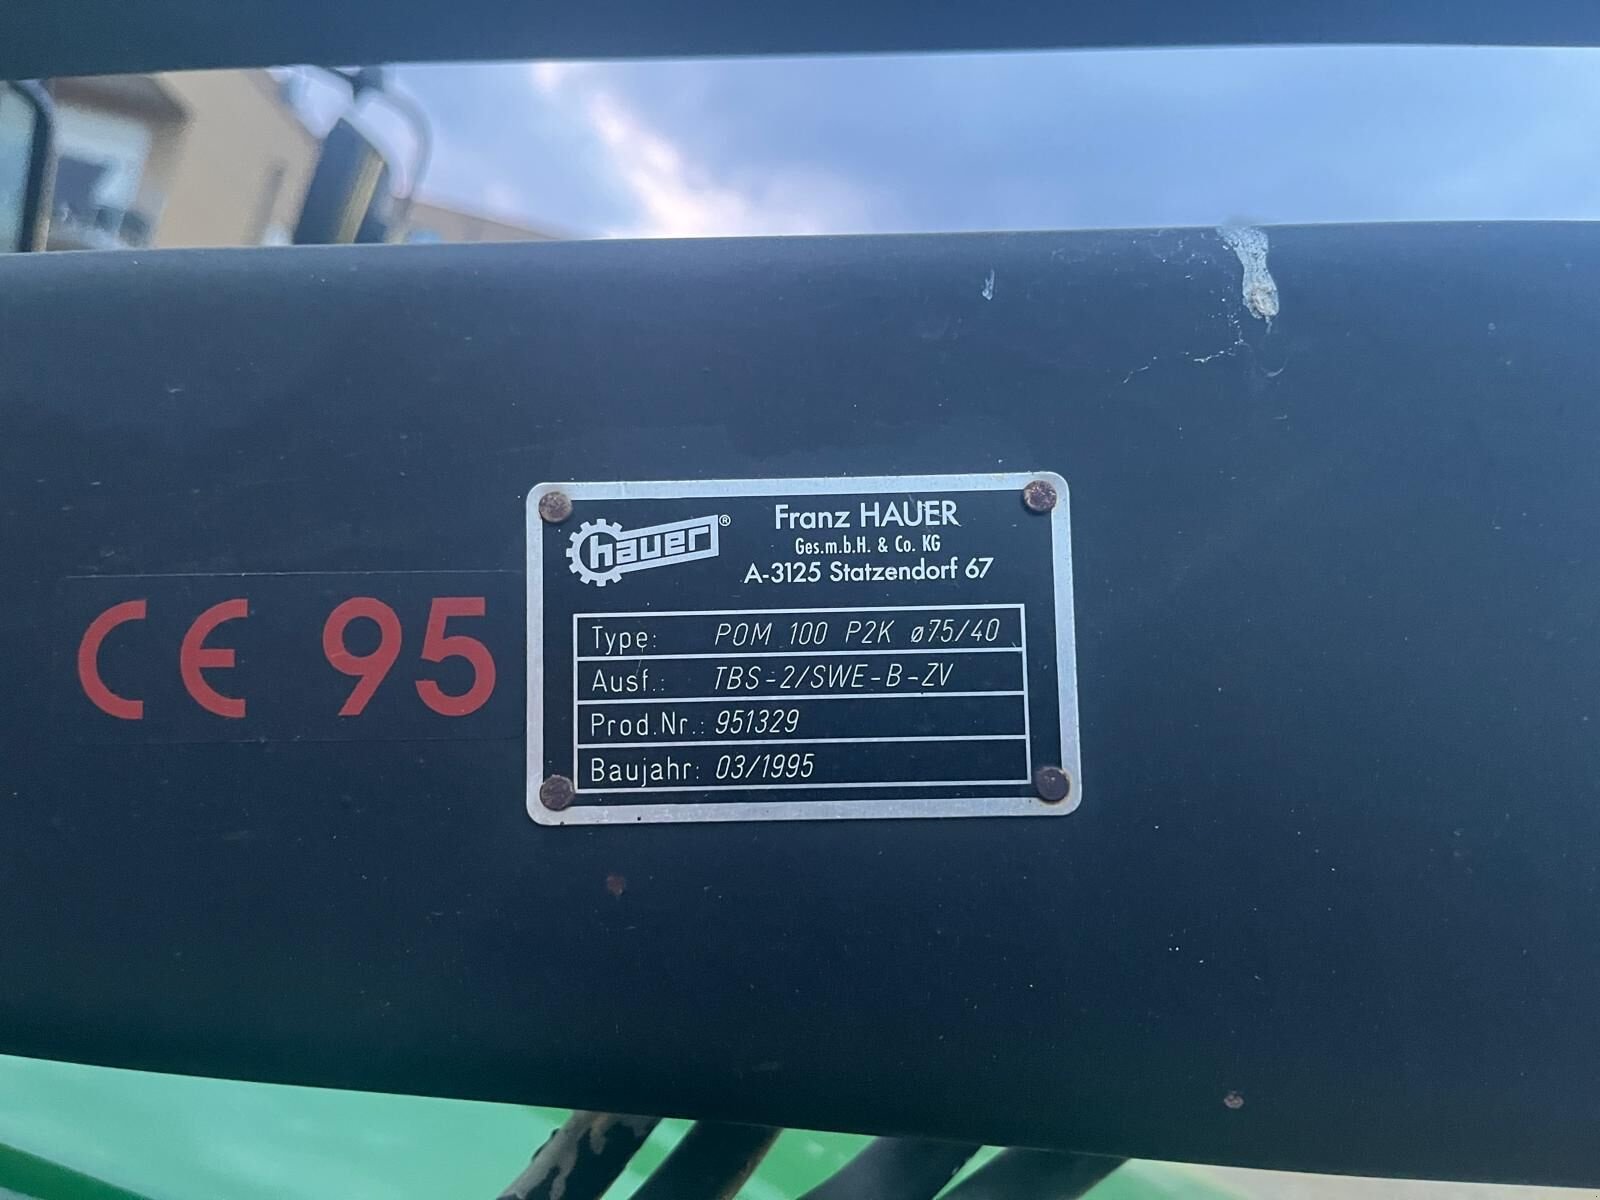 CE 95
hauer®
Franz HAUER
Ges.m.b.H. & Co. KG
A-3125 Statzendorf 67
Type: POM 100 P2K ø75/40
Ausf.: TBS-2/SWE-B-ZV
Prod.Nr.: 951329
Baujahr: 03/1995